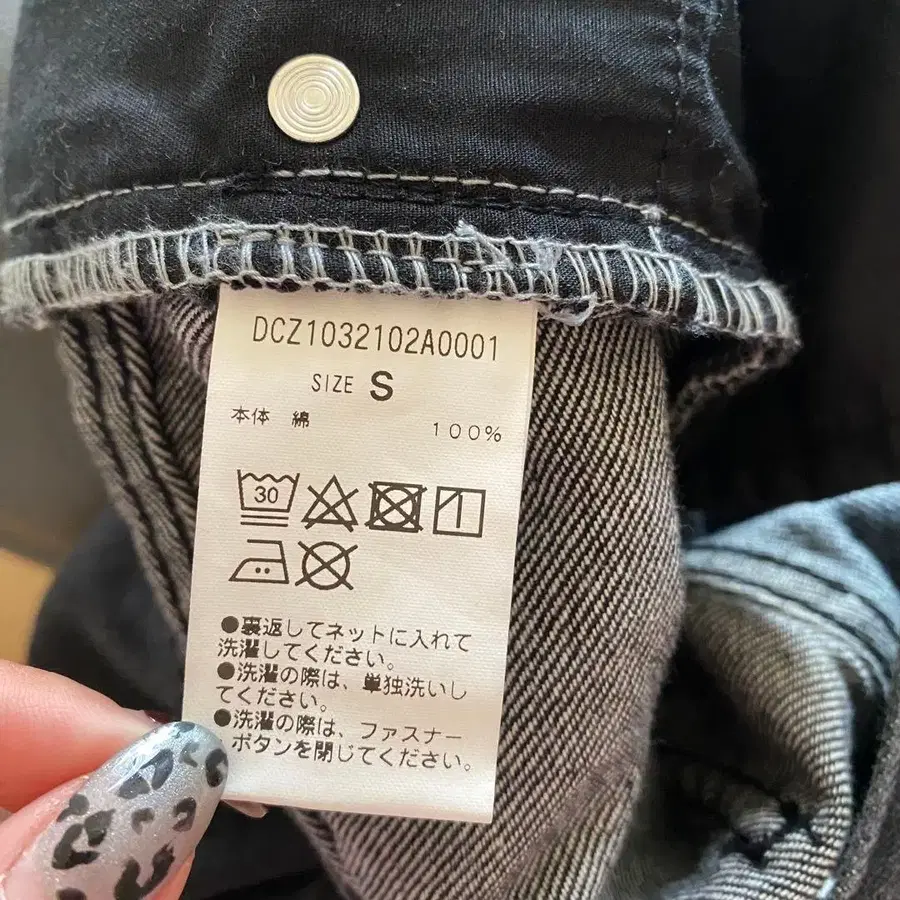 DCZ1032102A0001
SIZE S
本体 綿 100%
30
●裏返してネットに入れて
洗濯してください。
●洗濯の際は、単独洗いし
てください。
●洗濯の際は、ファスナー
ボタンを閉じてください。